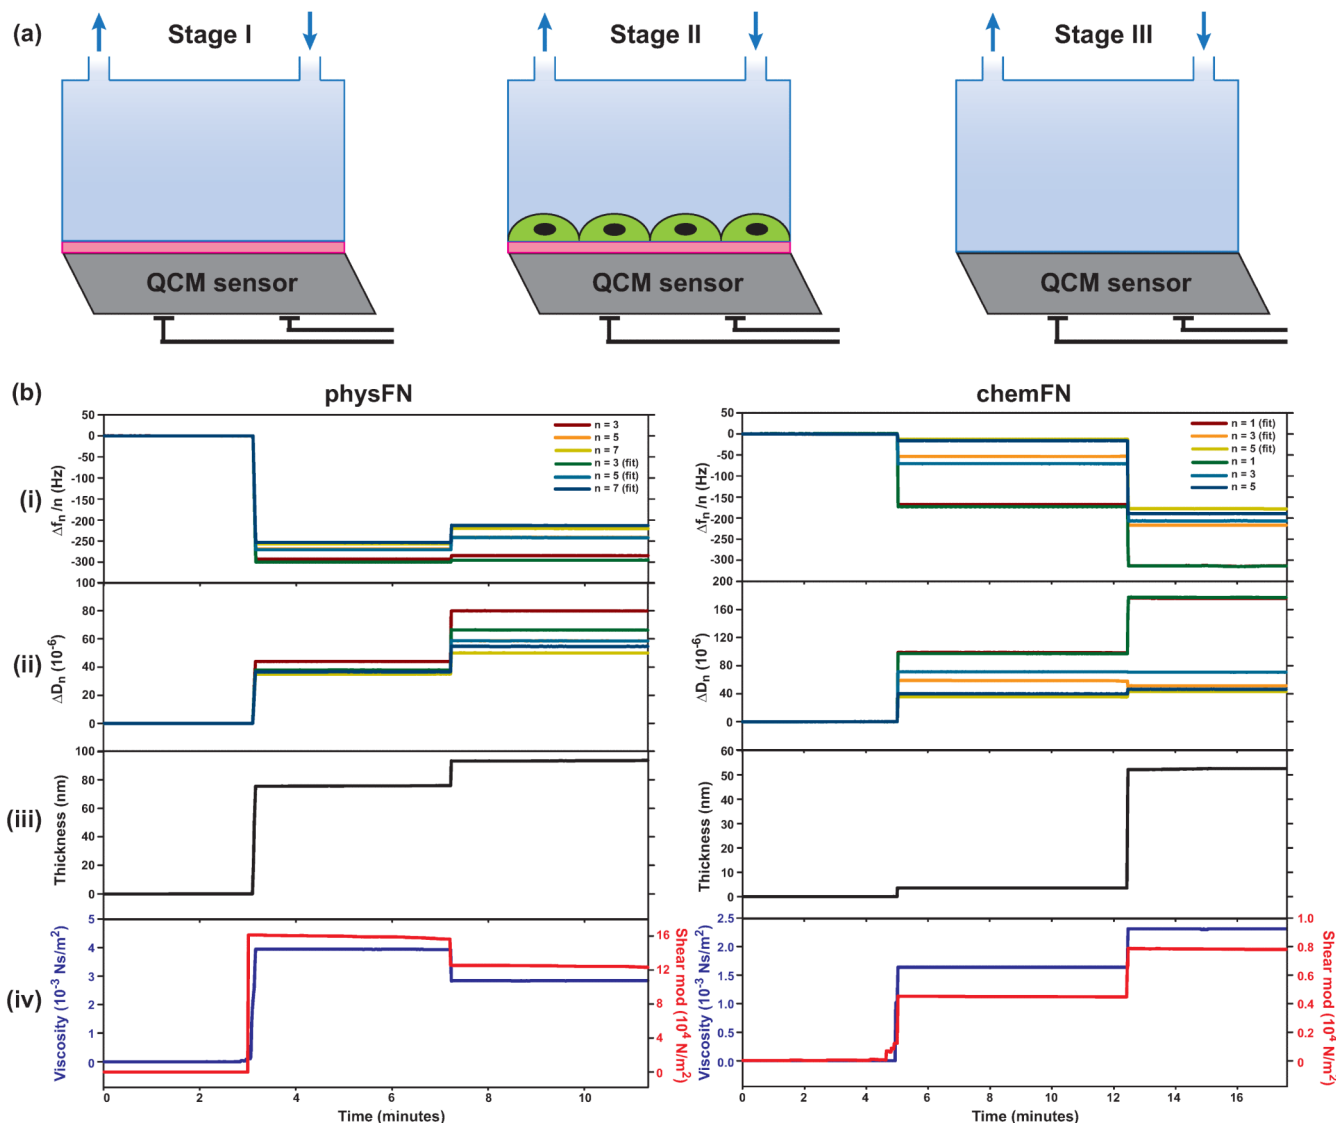 (a)
Stage I
Stage II
Stage III
QCM sensor
QCM sensor
QCM sensor
(b)
physFN
chemFN
(i)
Δfn/n (Hz)
50
0
-50
-100
-150
-200
-250
-300
n = 3
n = 5
n = 7
n = 3 (fit)
n = 5 (fit)
n = 7 (fit)
Δfn/n (Hz)
50
0
-50
-100
-150
-200
-250
-300
n = 1 (fit)
n = 3 (fit)
n = 5 (fit)
n = 1
n = 3
n = 5
(ii)
ΔDn (10-6)
100
80
60
40
20
0
ΔDn (10-6)
200
160
120
80
40
0
(iii)
Thickness (nm)
100
80
60
40
20
0
Thickness (nm)
60
50
40
30
20
10
0
(iv)
Viscosity (10-3 Ns/m2)
5
4
3
2
1
0
16
12
8
4
0
Shear mod (104 N/m2)
0 2 4 6 8 10
Time (minutes)
Viscosity (10-3 Ns/m2)
2.5
2.0
1.5
1.0
0.5
0.0
1.0
0.8
0.6
0.4
0.2
0
Shear mod (104 N/m2)
0 2 4 6 8 10 12 14 16
Time (minutes)